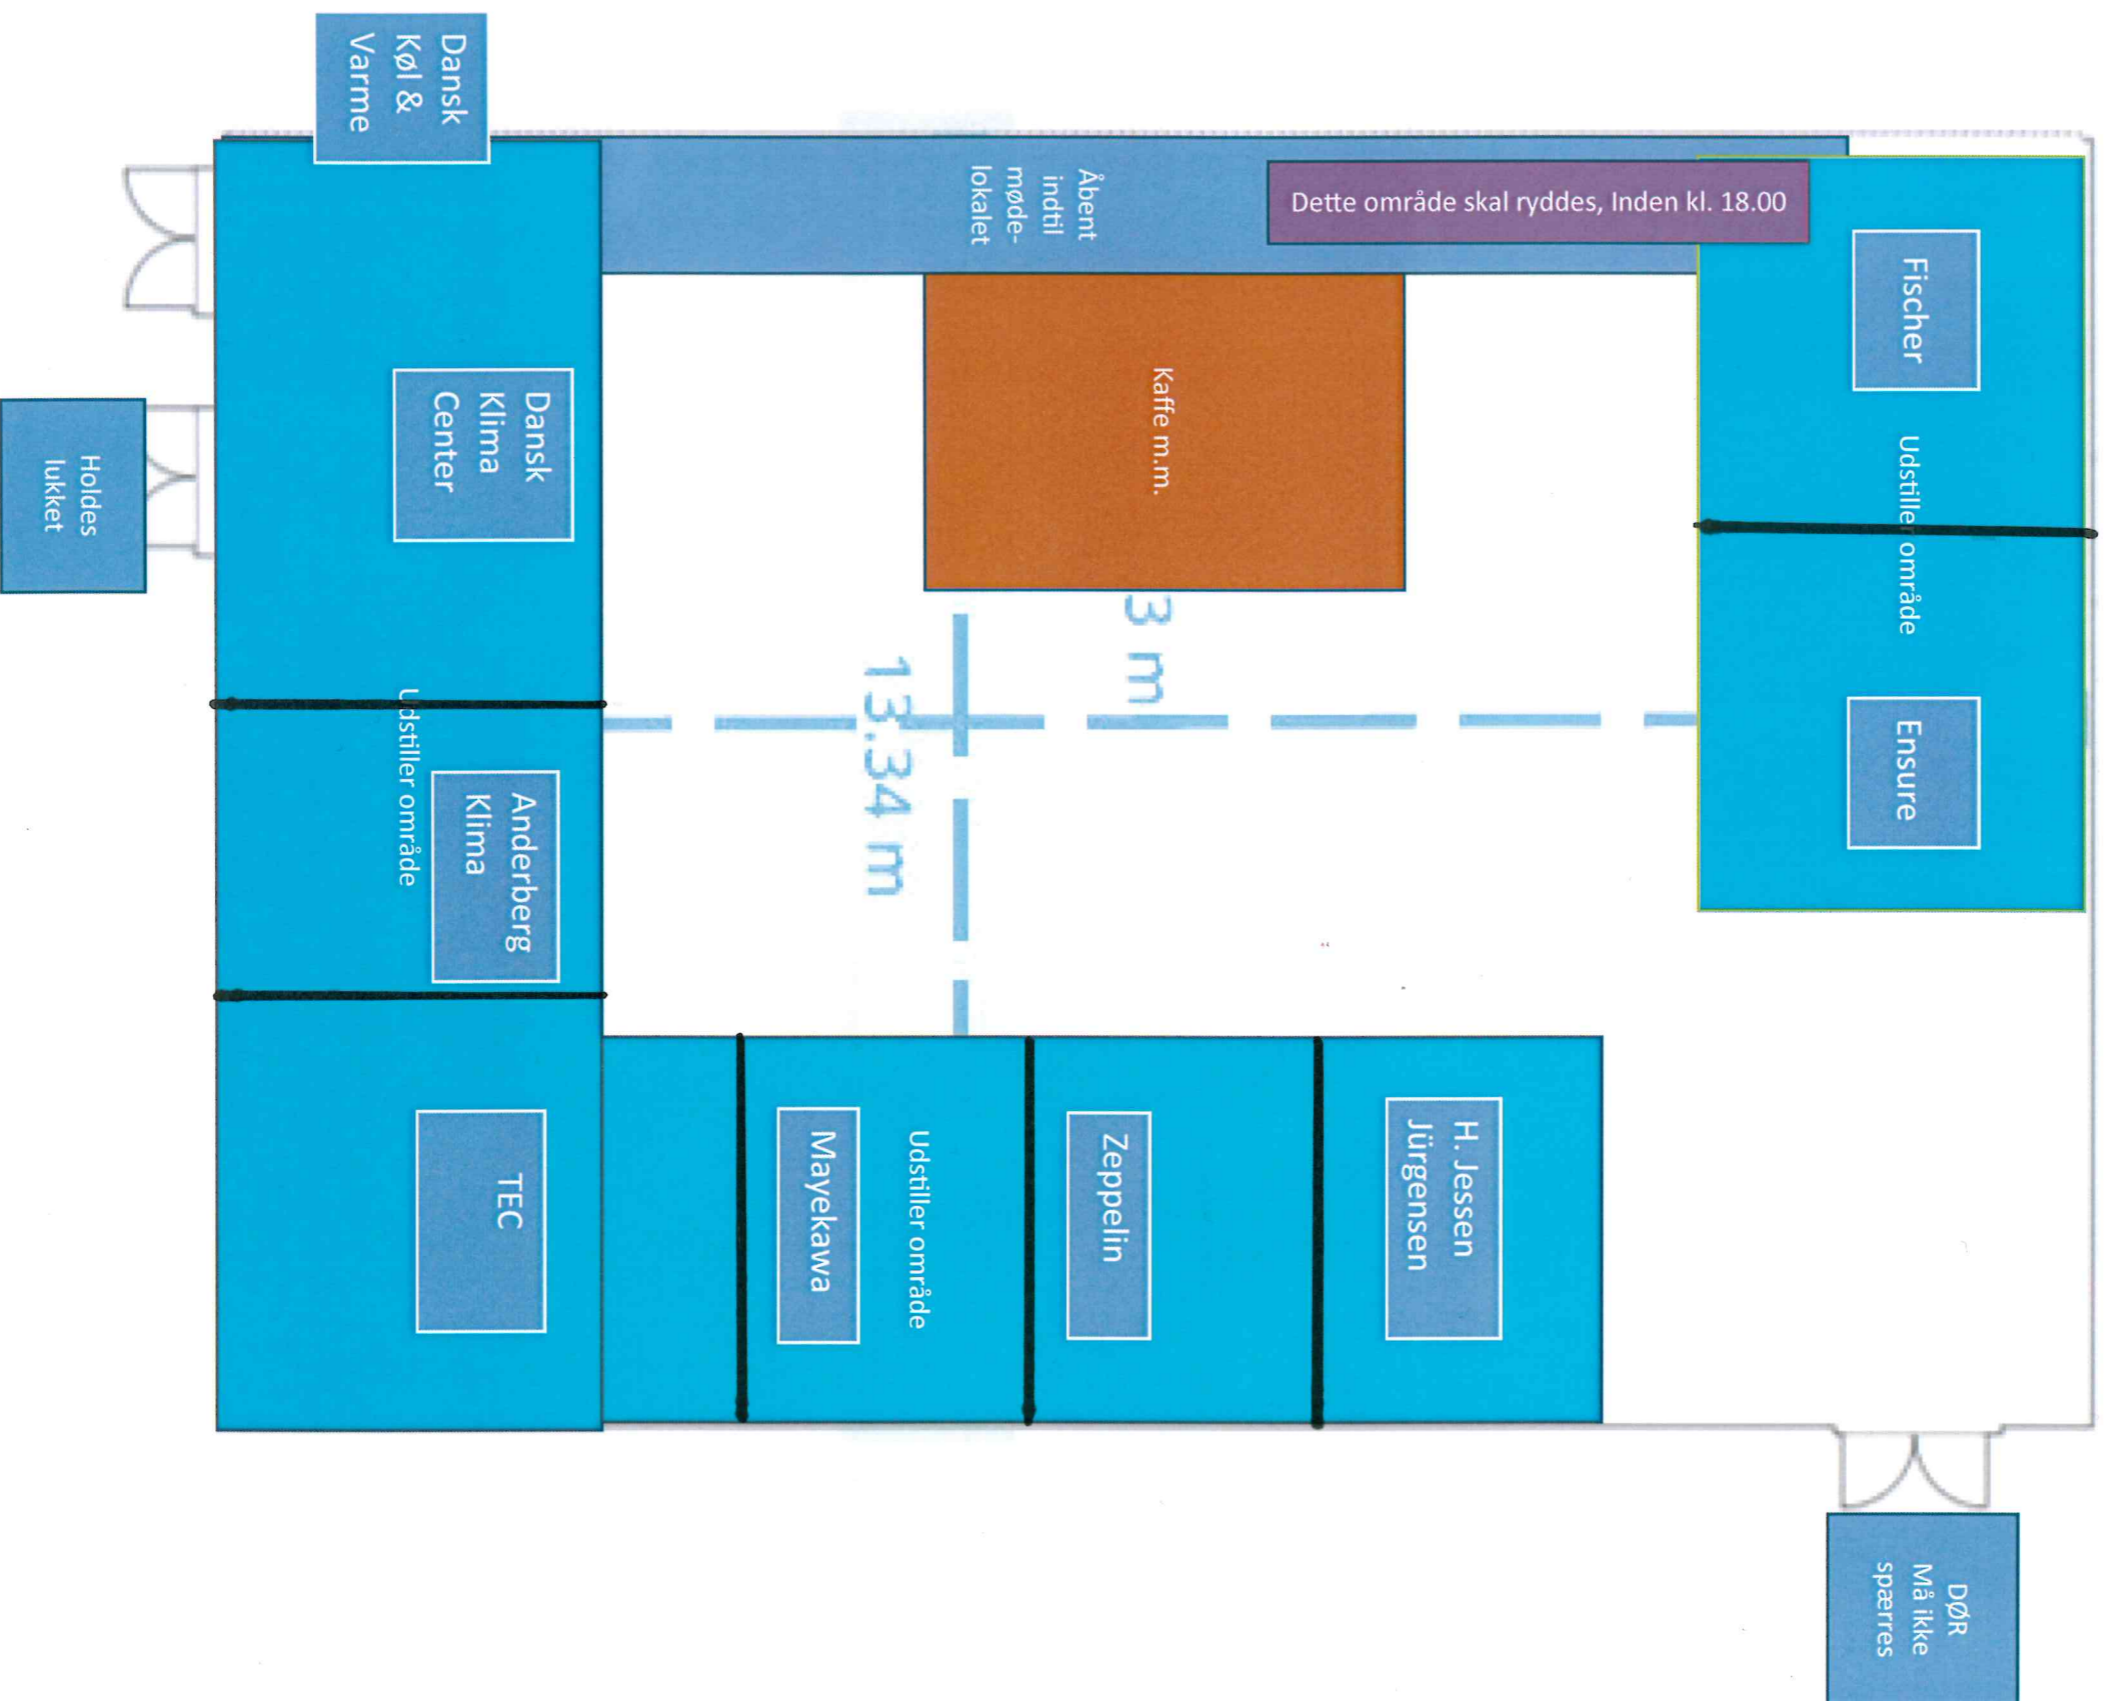 Dansk
Køl &
Varme
Åbent
indtil
møde-
lokalet
Dette område skal ryddes, Inden kl. 18.00
Fischer
Udstiller område
Ensure
Kaffe m.m.
3 m
13.34 m
Dansk
Klima
Center
Holdes
lukket
Udstiller område
Anderberg
Klima
TEC
Mayekawa
Udstiller område
Zeppelin
H. Jessen
Jürgensen
DØR
Må ikke
spærres